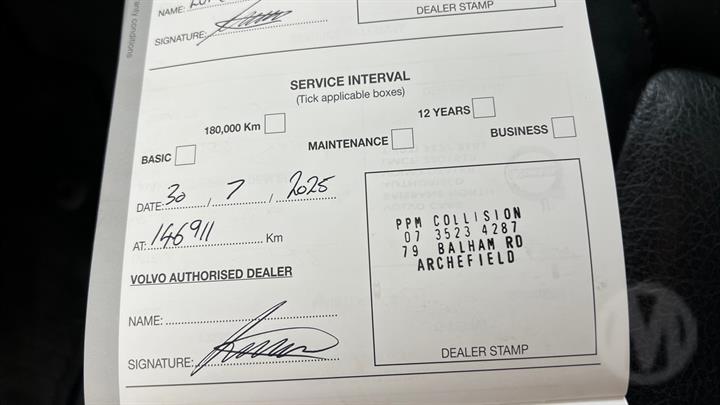 anty conditions
NAME:
DEALER STAMP
SIGNATURE:
SERVICE INTERVAL
(Tick applicable boxes)
180,000 Km
12 YEARS
BASIC
MAINTENANCE
BUSINESS
DATE: 30 / 7 / 2025
AT: 146911 Km
VOLVO AUTHORISED DEALER
NAME:
SIGNATURE:
PPM COLLISION
07 3523 4287
79 BALHAM RD
ARCHEFIELD
DEALER STAMP